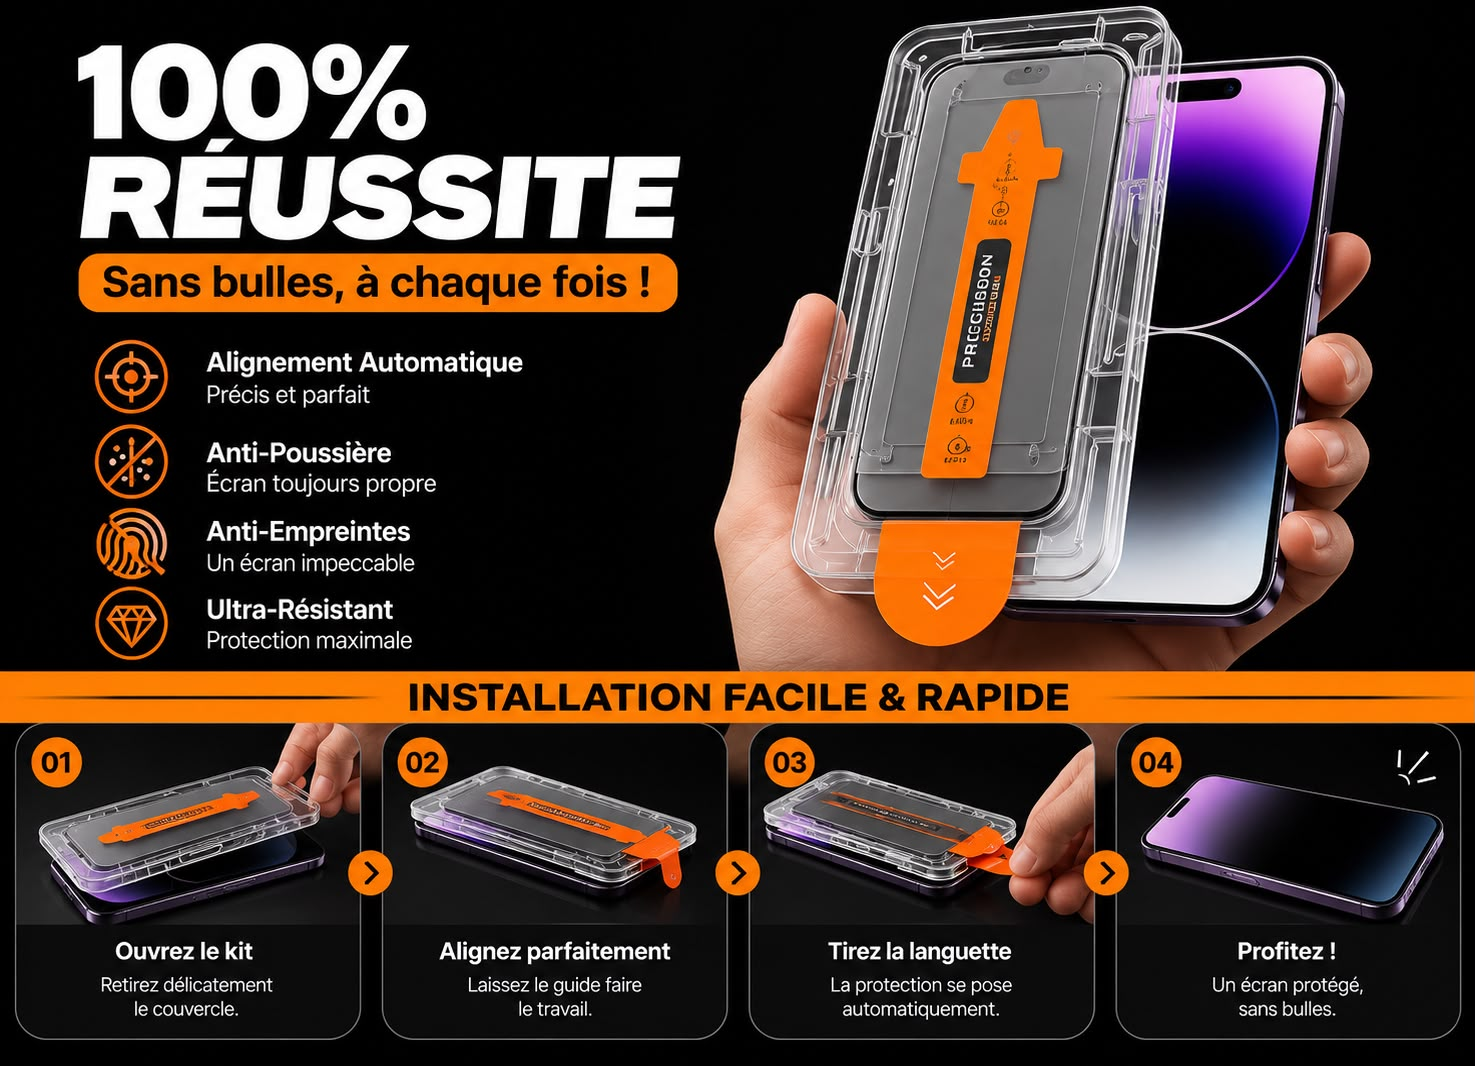 100%
RÉUSSITE
Sans bulles, à chaque fois !
Alignement Automatique
Précis et parfait
Anti-Poussière
Écran toujours propre
Anti-Empreintes
Un écran impeccable
Ultra-Résistant
Protection maximale
INSTALLATION FACILE & RAPIDE
01
Ouvrez le kit
Retirez délicatement
le couvercle.
02
Alignez parfaitement
Laissez le guide faire
le travail.
03
Tirez la languette
La protection se pose
automatiquement.
04
Profitez !
Un écran protégé,
sans bulles.